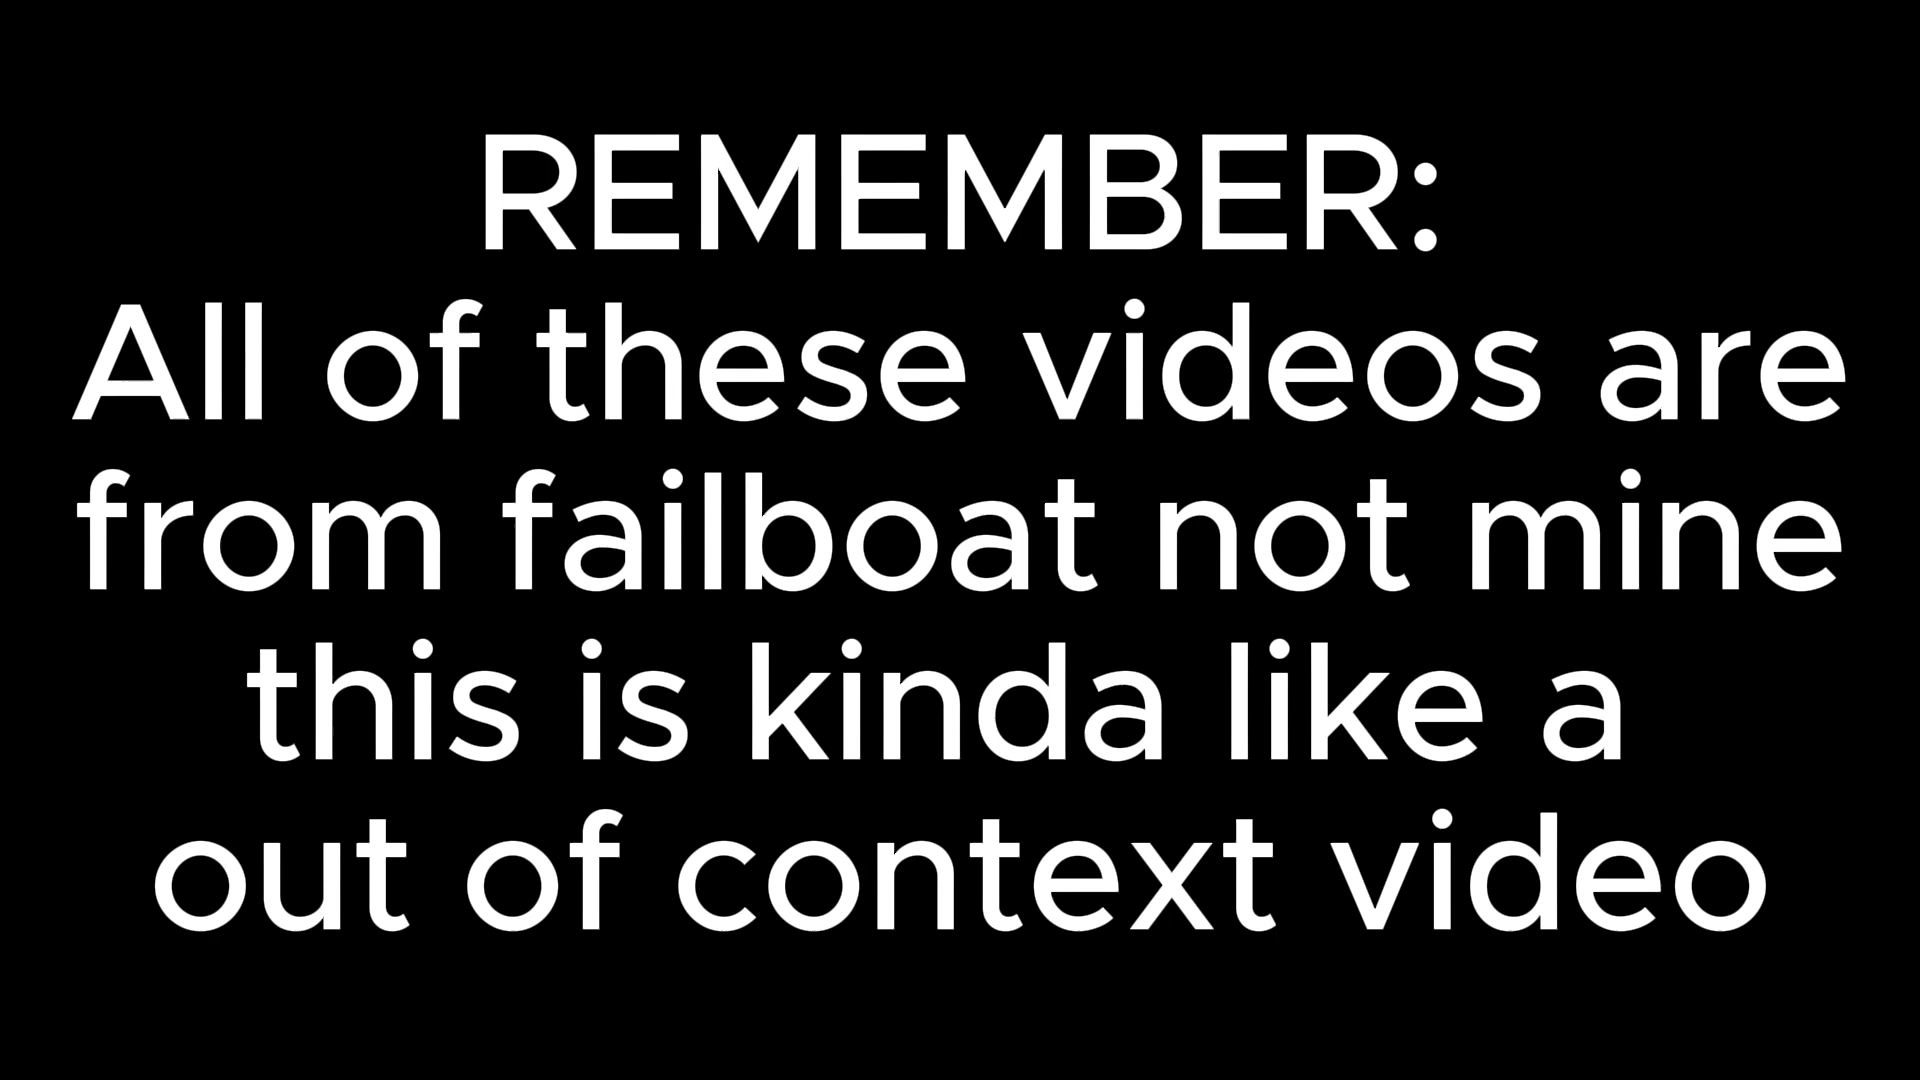 REMEMBER:
All of these videos are
from failboat not mine
this is kinda like a
out of context video